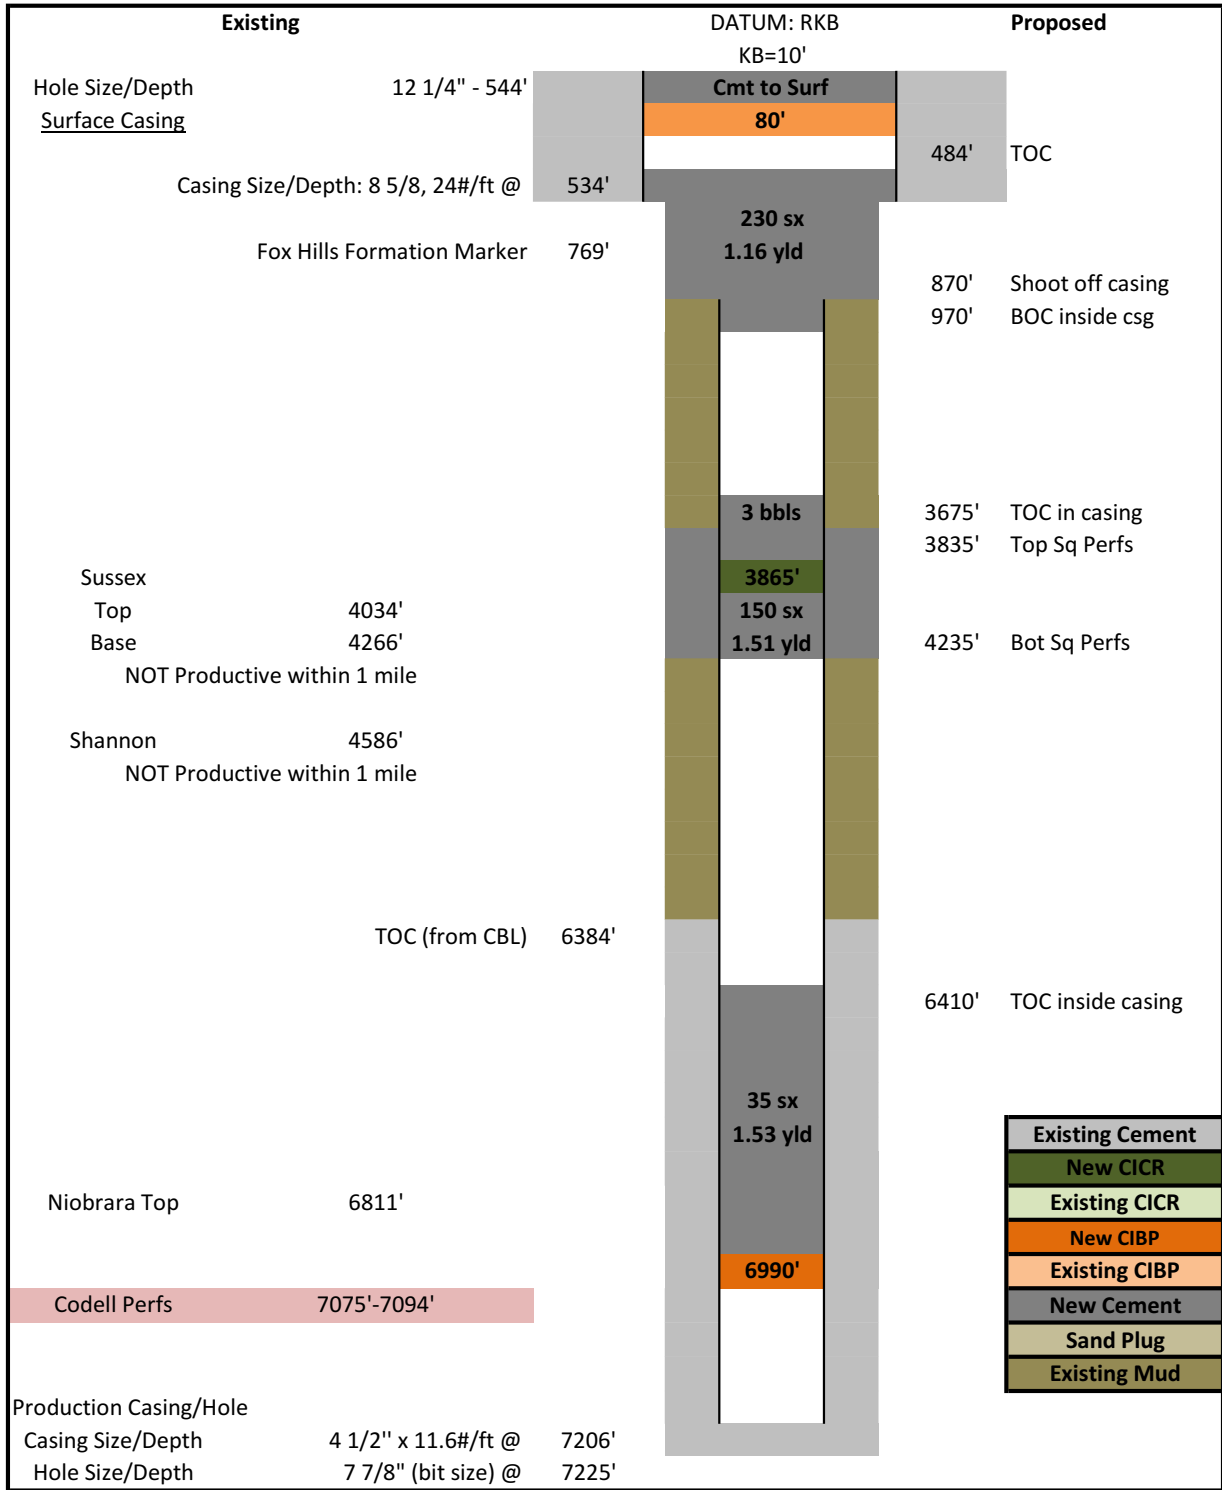 Existing DATUM: RKB Proposed
KB=10'
Hole Size/Depth 12 1/4" - 544' Cmt to Surf
Surface Casing 80'
484' TOC
Casing Size/Depth: 8 5/8, 24#/ft @ 534'
230 sx
Fox Hills Formation Marker 769' 1.16 yld
870' Shoot off casing
970' BOC inside csg
3 bbls 3675' TOC in casing
3835' Top Sq Perfs
Sussex 3865'
Top 4034' 150 sx
Base 4266' 1.51 yld 4235' Bot Sq Perfs
NOT Productive within 1 mile
Shannon 4586'
NOT Productive within 1 mile
TOC (from CBL) 6384'
6410' TOC inside casing
35 sx
1.53 yld Existing Cement
New CICR
Niobrara Top 6811' Existing CICR
New CIBP
6990' Existing CIBP
Codell Perfs 7075'-7094' New Cement
Sand Plug
Existing Mud
Production Casing/Hole
Casing Size/Depth 4 1/2'' x 11.6#/ft @ 7206'
Hole Size/Depth 7 7/8" (bit size) @ 7225'